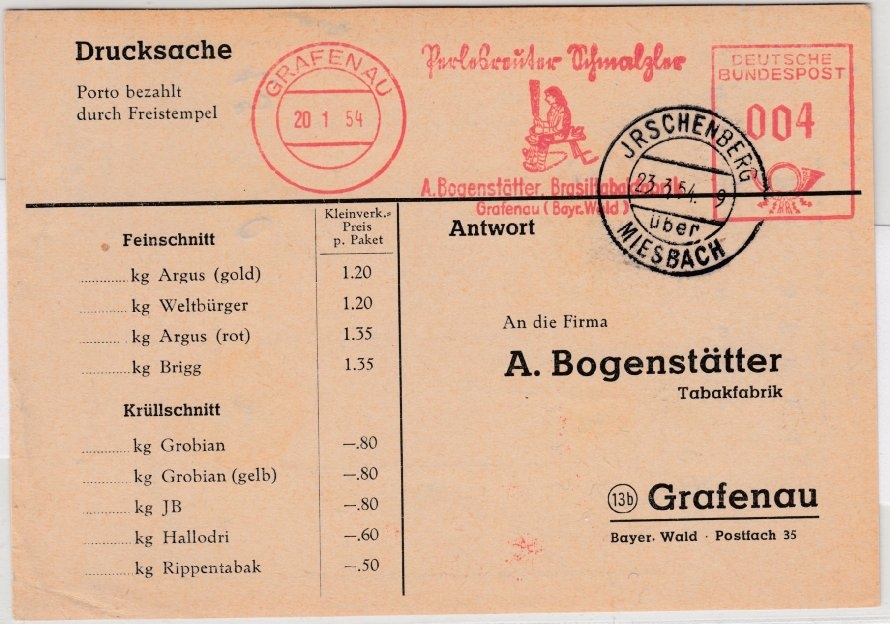 Drucksache
Porto bezahlt
durch Freistempel
GRAFENAU
20 1 54
Perlesreuter Schmalzler
A. Bogenstätter, Brasiltabakfabrik
Grafenau (Bayr. Wald)
DEUTSCHE
BUNDESPOST
004
JRSCHENBERG
23.3.54. 9
über
MIESBACH
Kleinverk.=
Preis
p. Paket
Feinschnitt
kg Argus (gold) 1.20
kg Weltbürger 1.20
kg Argus (rot) 1.35
kg Brigg 1.35
Krüllschnitt
kg Grobian —.80
kg Grobian (gelb) —.80
kg JB —.80
kg Hallodri —.60
kg Rippentabak —.50
Antwort
An die Firma
A. Bogenstätter
Tabakfabrik
13b Grafenau
Bayer. Wald · Postfach 35